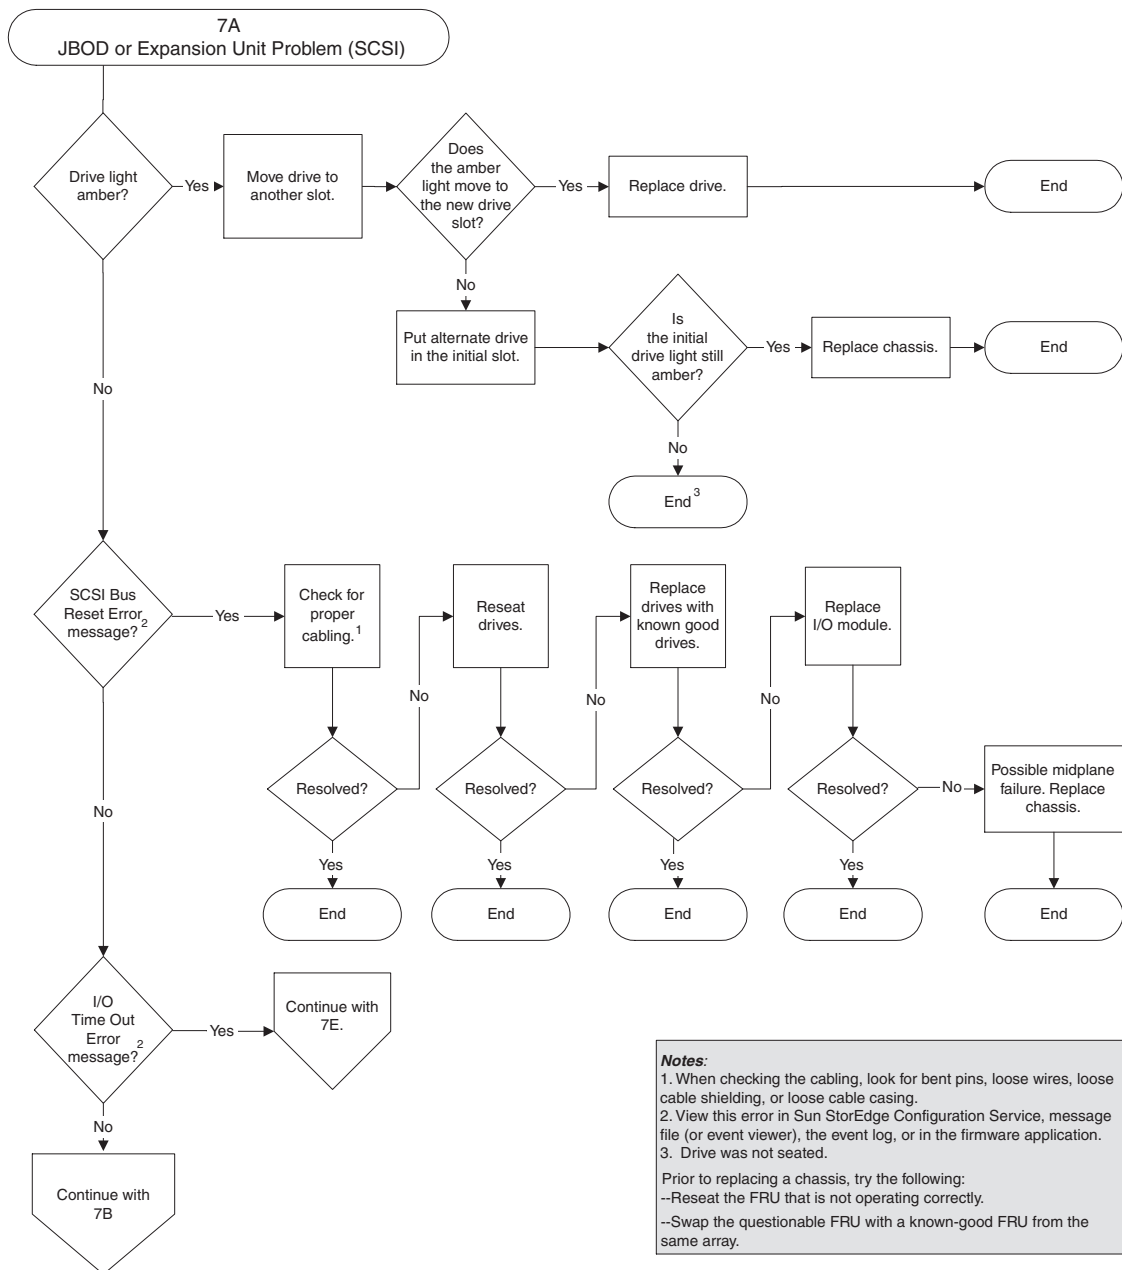 7A
JBOD or Expansion Unit Problem (SCSI)
Drive light
amber?
Yes
Move drive to
another slot.
Does
the amber
light move to
the new drive
slot?
Yes
Replace drive.
End
No
No
Put alternate drive
in the initial slot.
Is
the initial
drive light still
amber?
Yes
Replace chassis.
End
No
End 3
SCSI Bus
Reset Error
message? 2
Yes
Check for
proper
cabling. 1
No
Reseat
drives.
No
Replace
drives with
known good
drives.
No
Replace
I/O module.
No
Resolved?
Resolved?
Resolved?
Resolved?
No
Possible midplane
failure. Replace
chassis.
Yes
Yes
Yes
Yes
End
End
End
End
End
I/O
Time Out
Error
message? 2
Yes
Continue with
7E.
No
Continue with
7B
Notes:
1. When checking the cabling, look for bent pins, loose wires, loose
cable shielding, or loose cable casing.
2. View this error in Sun StorEdge Configuration Service, message
file (or event viewer), the event log, or in the firmware application.
3. Drive was not seated.
Prior to replacing a chassis, try the following:
--Reseat the FRU that is not operating correctly.
--Swap the questionable FRU with a known-good FRU from the
same array.